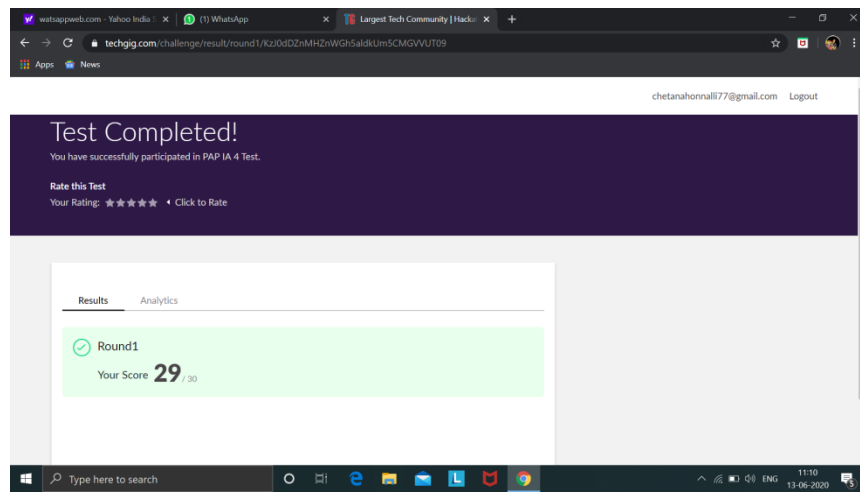 watsappweb.com - Yahoo India S
(1) WhatsApp
Largest Tech Community | Hacka
techgig.com/challenge/result/round1/KzJ0dDZnMHZnWGh5aldkUm5CMGVVUT09
Apps
News
chetanahonnalli77@gmail.com Logout
Test Completed!
You have successfully participated in PAP IA 4 Test.
Rate this Test
Your Rating: Click to Rate
Results Analytics
Round1
Your Score 29 / 30
Type here to search
ENG
11:10
13-06-2020
5